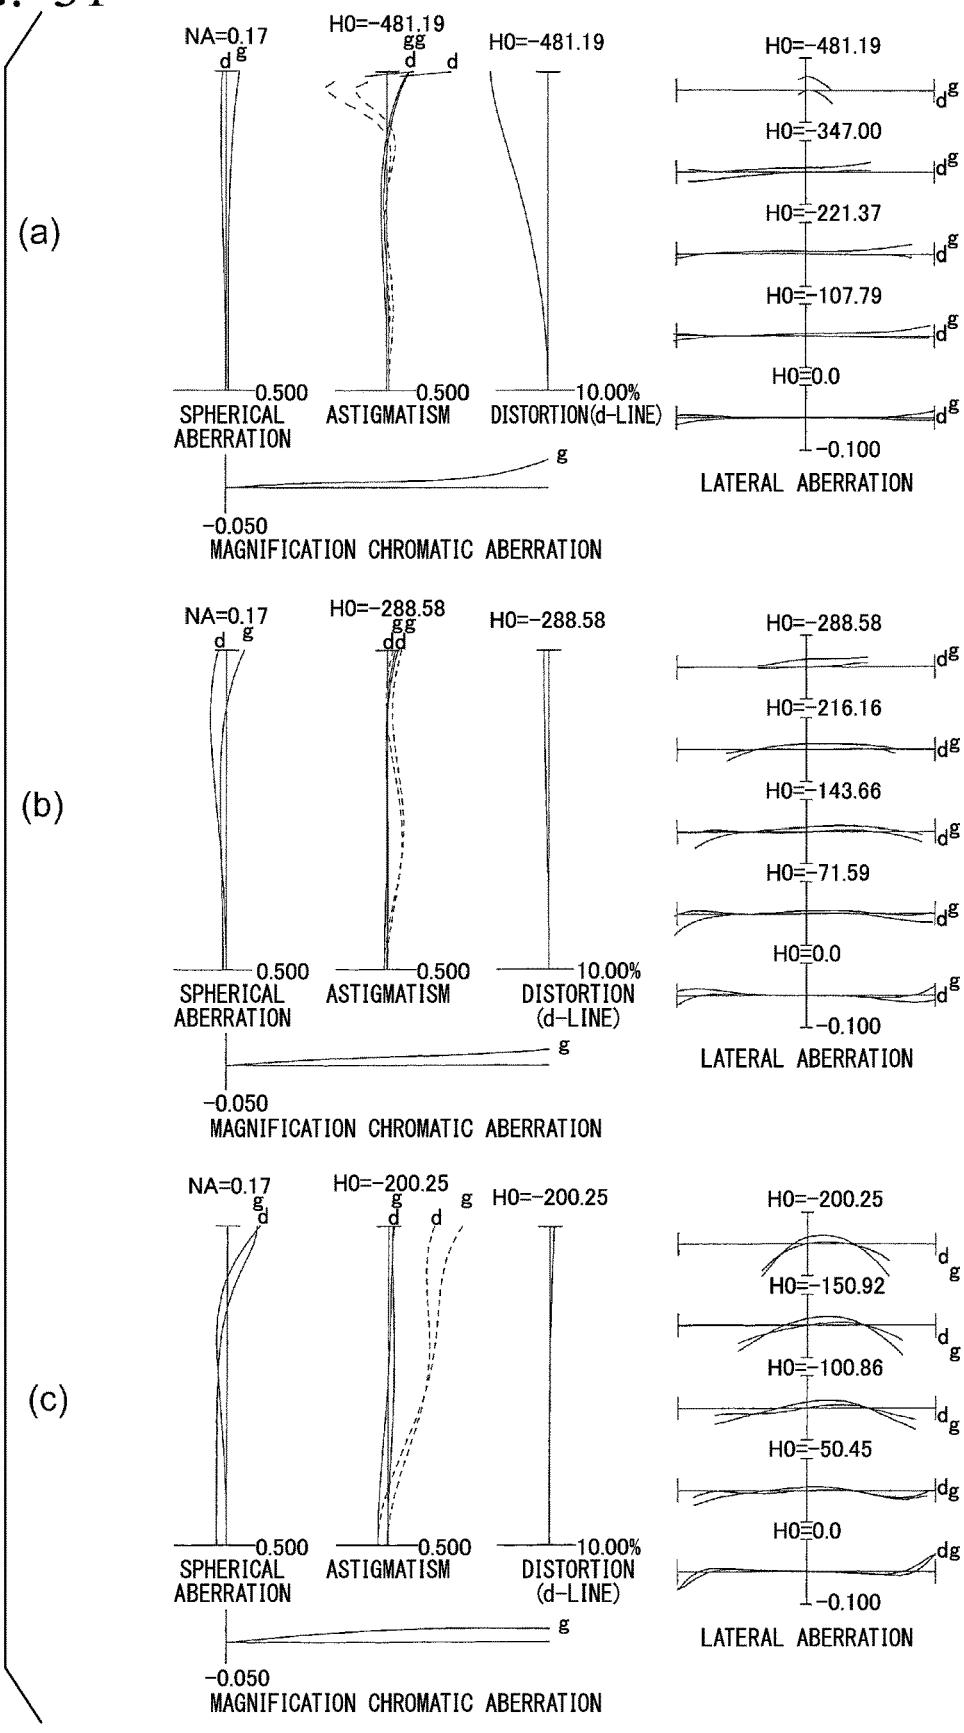 (a)
NA=0.17
d g
0.500
SPHERICAL
ABERRATION
H0=-481.19
gg
d d
0.500
ASTIGMATISM
H0=-481.19
10.00%
DISTORTION(d-LINE)
g
-0.050
MAGNIFICATION CHROMATIC ABERRATION
H0=-481.19
d g
H0=-347.00
d g
H0=-221.37
d g
H0=-107.79
d g
H0=0.0
d g
-0.100
LATERAL ABERRATION
(b)
NA=0.17
d g
0.500
SPHERICAL
ABERRATION
H0=-288.58
gg
dd
0.500
ASTIGMATISM
H0=-288.58
10.00%
DISTORTION
(d-LINE)
g
-0.050
MAGNIFICATION CHROMATIC ABERRATION
H0=-288.58
d g
H0=-216.16
d g
H0=-143.66
d g
H0=-71.59
d g
H0=0.0
d g
-0.100
LATERAL ABERRATION
(c)
NA=0.17
g
d
0.500
SPHERICAL
ABERRATION
H0=-200.25
g g
d d
0.500
ASTIGMATISM
H0=-200.25
10.00%
DISTORTION
(d-LINE)
g
-0.050
MAGNIFICATION CHROMATIC ABERRATION
H0=-200.25
d g
H0=-150.92
d g
H0=-100.86
d g
H0=-50.45
d g
H0=0.0
d g
-0.100
LATERAL ABERRATION